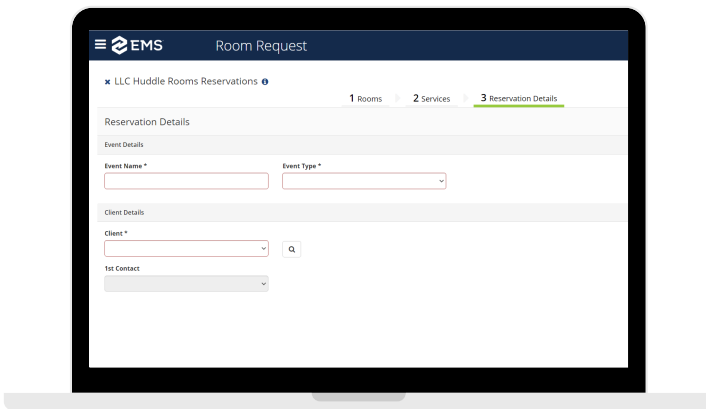 EMS Room Request
LLC Huddle Rooms Reservations
1 Rooms 2 Services 3 Reservation Details
Reservation Details
Event Details
Event Name * Event Type *
Client Details
Client *
1st Contact